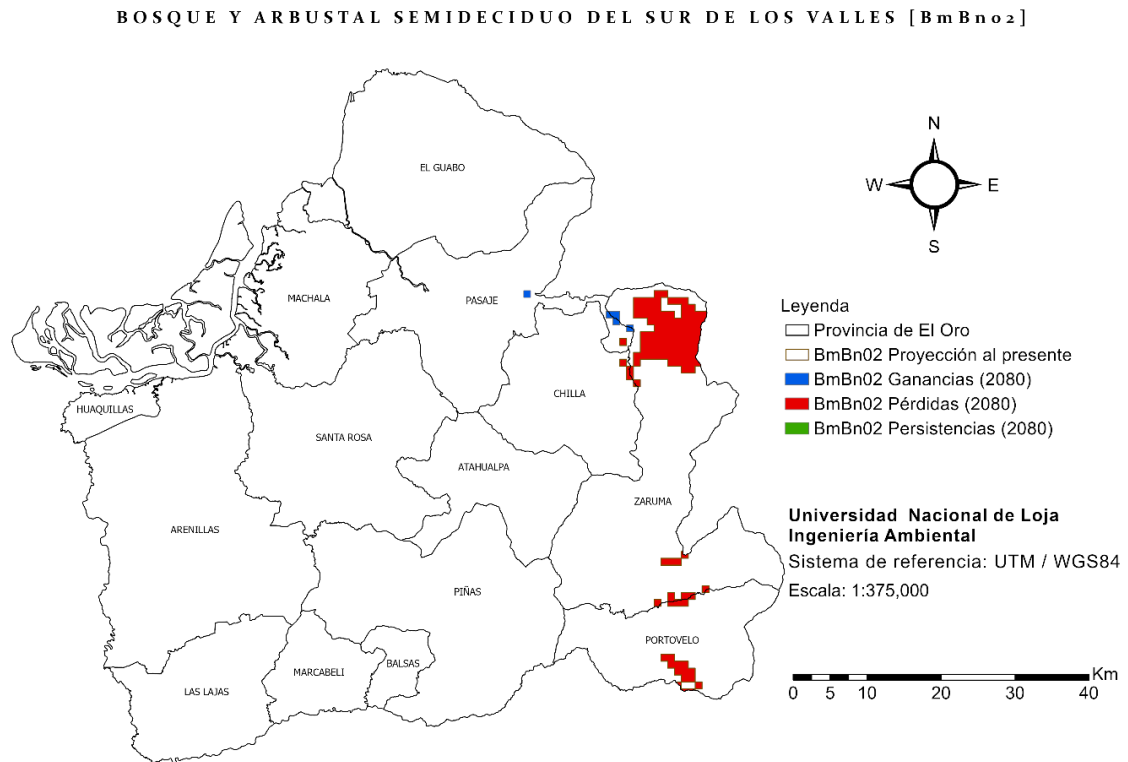 BOSQUE Y ARBUSTAL SEMIDECIDUO DEL SUR DE LOS VALLES [BmBn02]
N
W E
S
EL GUABO
MACHALA
PASAJE
HUAQUILLAS
SANTA ROSA
CHILLA
ATAHUALPA
ARENILLAS
ZARUMA
PIÑAS
PORTOVELO
BALSAS
MARCABELI
LAS LAJAS
Leyenda
Provincia de El Oro
BmBn02 Proyección al presente
BmBn02 Ganancias (2080)
BmBn02 Pérdidas (2080)
BmBn02 Persistencias (2080)
Universidad Nacional de Loja
Ingeniería Ambiental
Sistema de referencia: UTM / WGS84
Escala: 1:375,000
Km
0 5 10 20 30 40